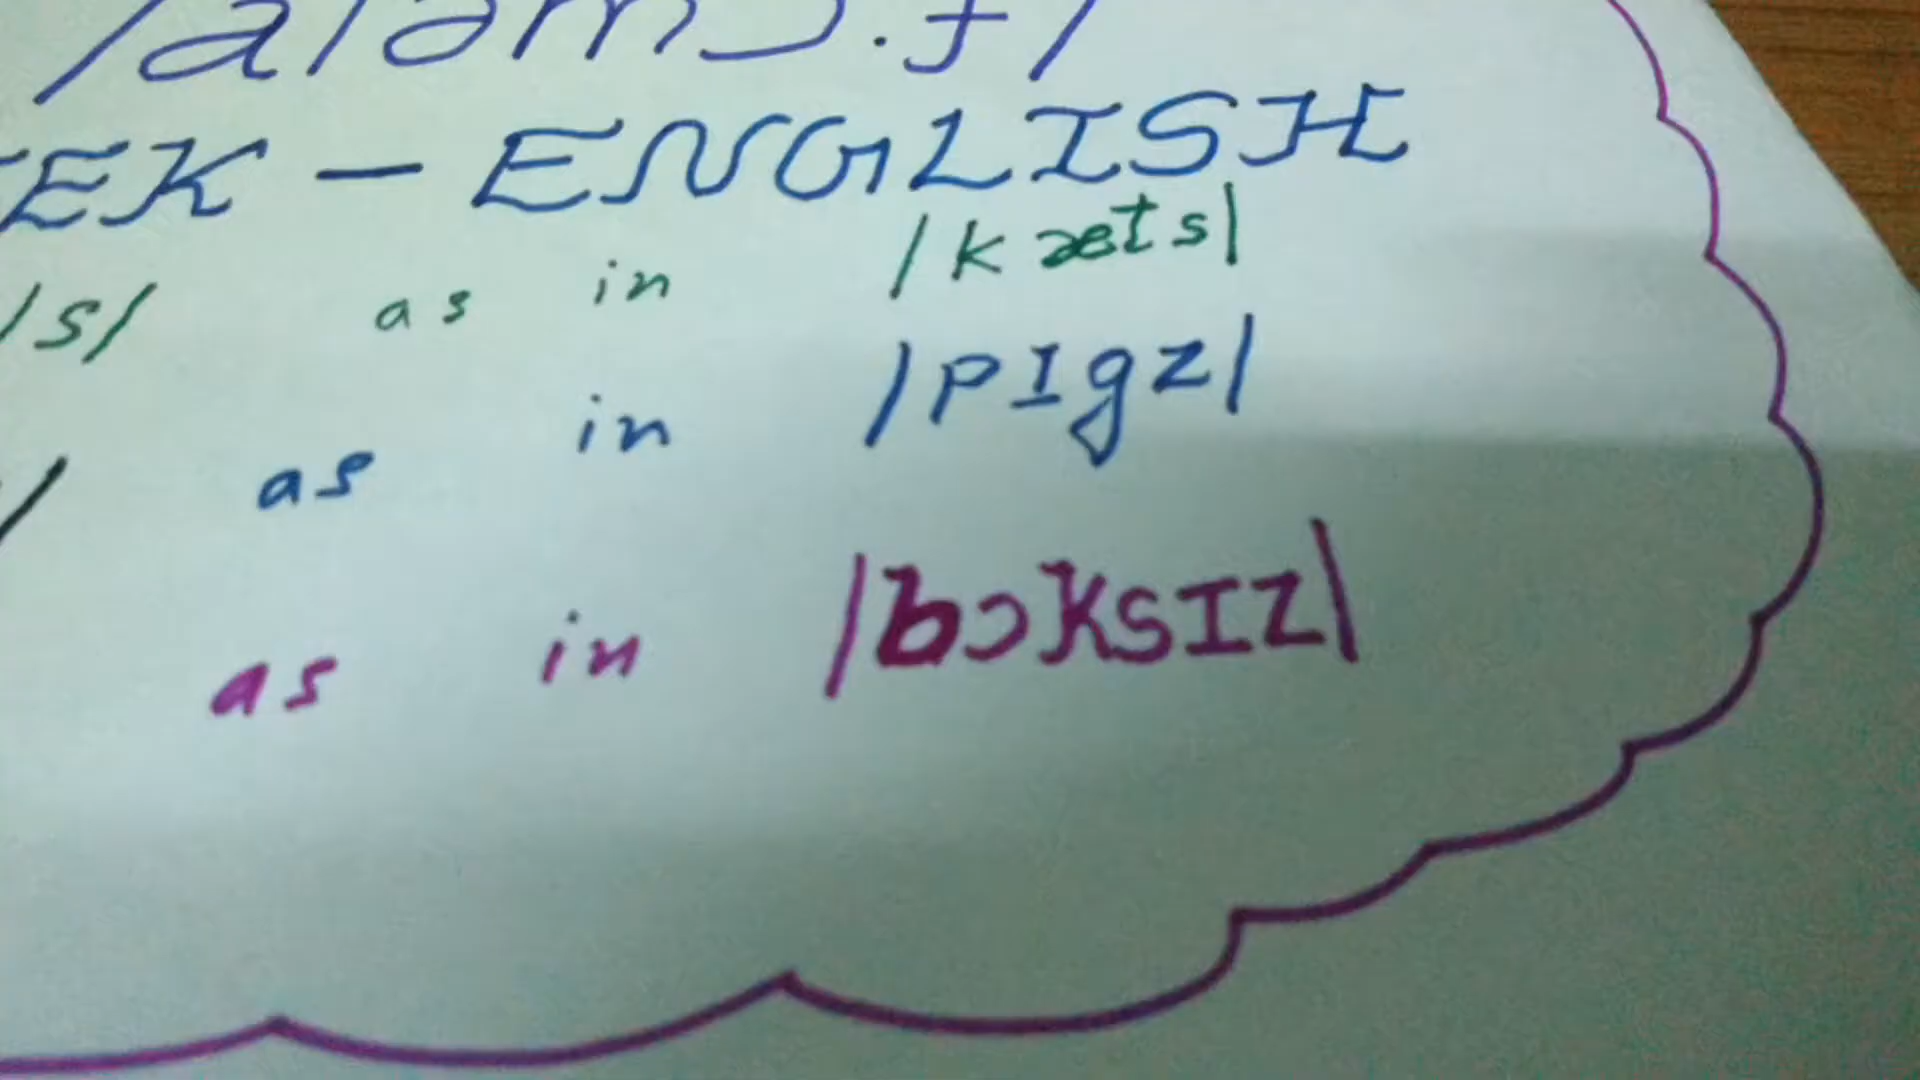 EK - ENGLISH
/s/ as in /kæts/
/ as in /pɪgz/
as in /bɔksɪz/